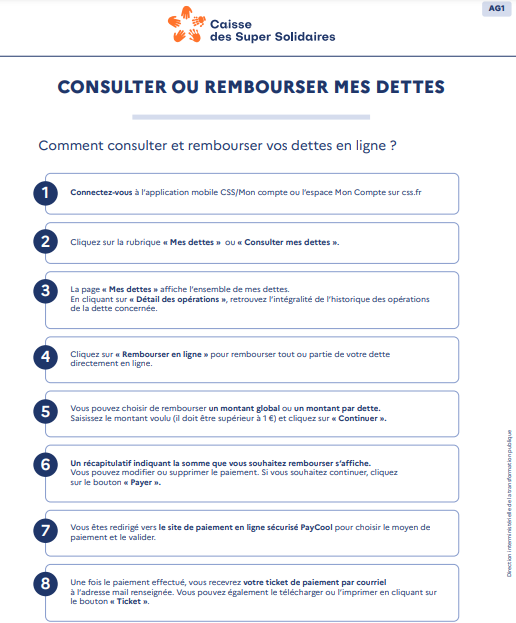 AG1
Caisse
des Super Solidaires
CONSULTER OU REMBOURSER MES DETTES
Comment consulter et rembourser vos dettes en ligne ?
1
Connectez-vous à l'application mobile CSS/Mon compte ou l'espace Mon Compte sur css.fr
2
Cliquez sur la rubrique « Mes dettes » ou « Consulter mes dettes ».
3
La page « Mes dettes » affiche l'ensemble de mes dettes.
En cliquant sur « Détail des opérations », retrouvez l'intégralité de l'historique des opérations
de la dette concernée.
4
Cliquez sur « Rembourser en ligne » pour rembourser tout ou partie de votre dette
directement en ligne.
5
Vous pouvez choisir de rembourser un montant global ou un montant par dette.
Saisissez le montant voulu (il doit être supérieur à 1 €) et cliquez sur « Continuer ».
6
Un récapitulatif indiquant la somme que vous souhaitez rembourser s'affiche.
Vous pouvez modifier ou supprimer le paiement. Si vous souhaitez continuer, cliquez
sur le bouton « Payer ».
7
Vous êtes redirigé vers le site de paiement en ligne sécurisé PayCool pour choisir le moyen de
paiement et le valider.
8
Une fois le paiement effectué, vous recevrez votre ticket de paiement par courriel
à l'adresse mail renseignée. Vous pouvez également le télécharger ou l'imprimer en cliquant sur
le bouton « Ticket ».
Direction interministérielle de la transformation publique